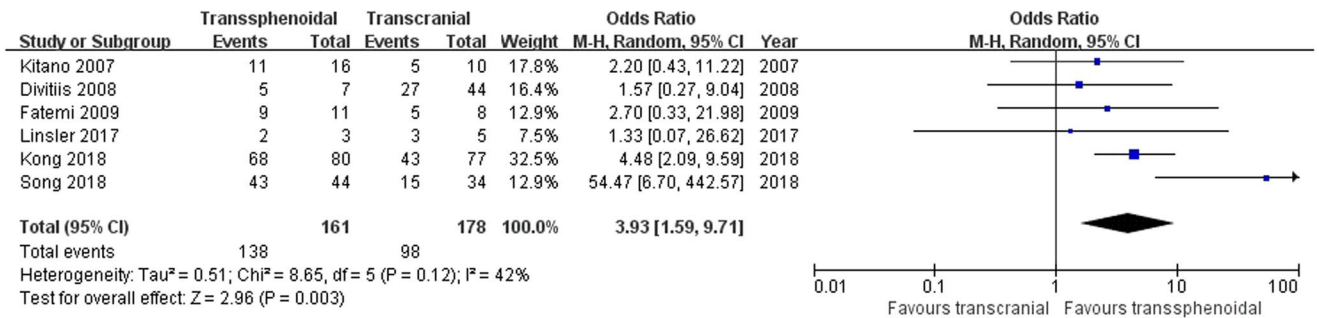 Transsphenoidal Transcranial Odds Ratio Odds Ratio
Study or Subgroup Events Total Events Total Weight M-H, Random, 95% CI Year M-H, Random, 95% CI
Kitano 2007 11 16 5 10 17.8% 2.20 [0.43, 11.22] 2007
Divitiis 2008 5 7 27 44 16.4% 1.57 [0.27, 9.04] 2008
Fatemi 2009 9 11 5 8 12.9% 2.70 [0.33, 21.98] 2009
Linsler 2017 2 3 3 5 7.5% 1.33 [0.07, 26.62] 2017
Kong 2018 68 80 43 77 32.5% 4.48 [2.09, 9.59] 2018
Song 2018 43 44 15 34 12.9% 54.47 [6.70, 442.57] 2018
Total (95% CI) 161 178 100.0% 3.93 [1.59, 9.71]
Total events 138 98
Heterogeneity: Tau² = 0.51; Chi² = 8.65, df = 5 (P = 0.12); I² = 42%
Test for overall effect: Z = 2.96 (P = 0.003)
0.01 0.1 1 10 100
Favours transcranial Favours transsphenoidal